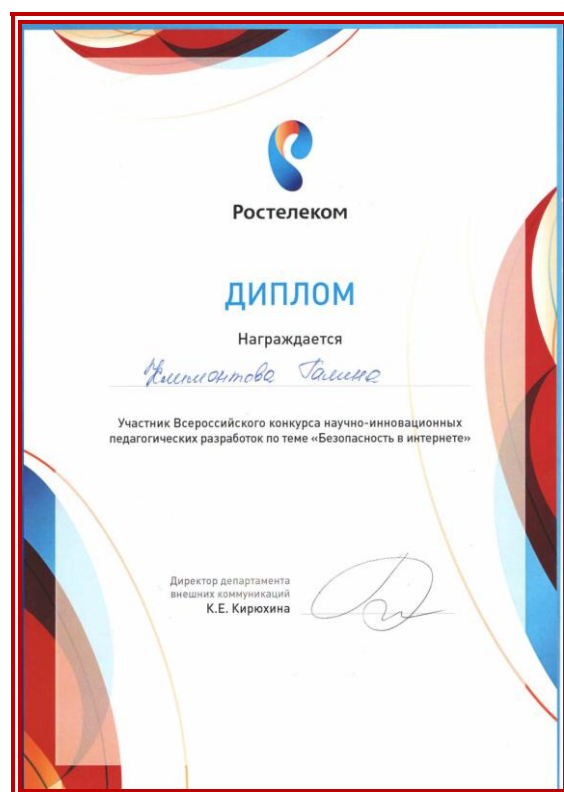 Ростелеком
ДИПЛОМ
Награждается
Климонтова Галина
Участник Всероссийского конкурса научно-инновационных
педагогических разработок по теме «Безопасность в интернете»
Директор департамента
внешних коммуникаций
К.Е. Кирюхина